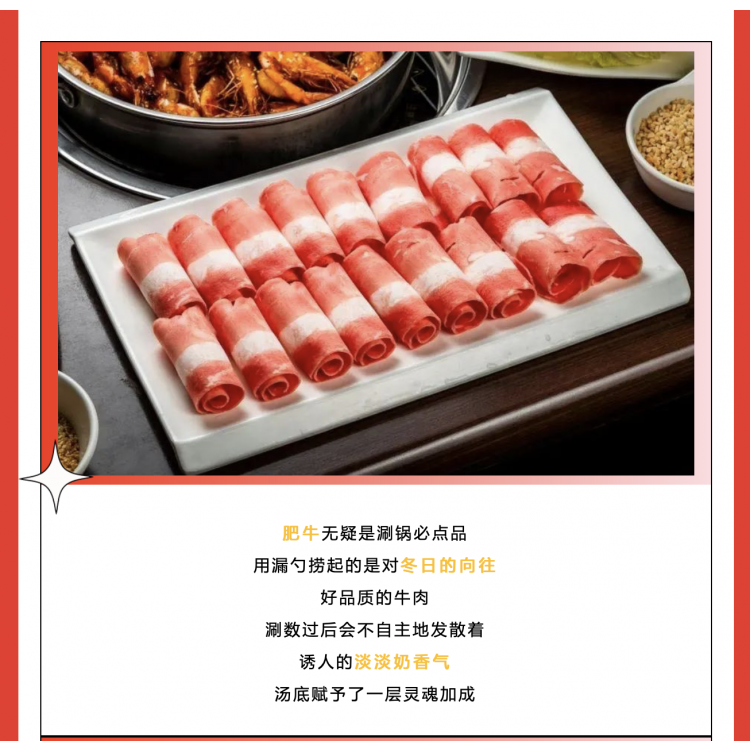 肥牛无疑是涮锅必点品
用漏勺捞起的是对冬日的向往
好品质的牛肉
涮数过后会不自主地发散着
诱人的淡淡奶香气
汤底赋予了一层灵魂加成